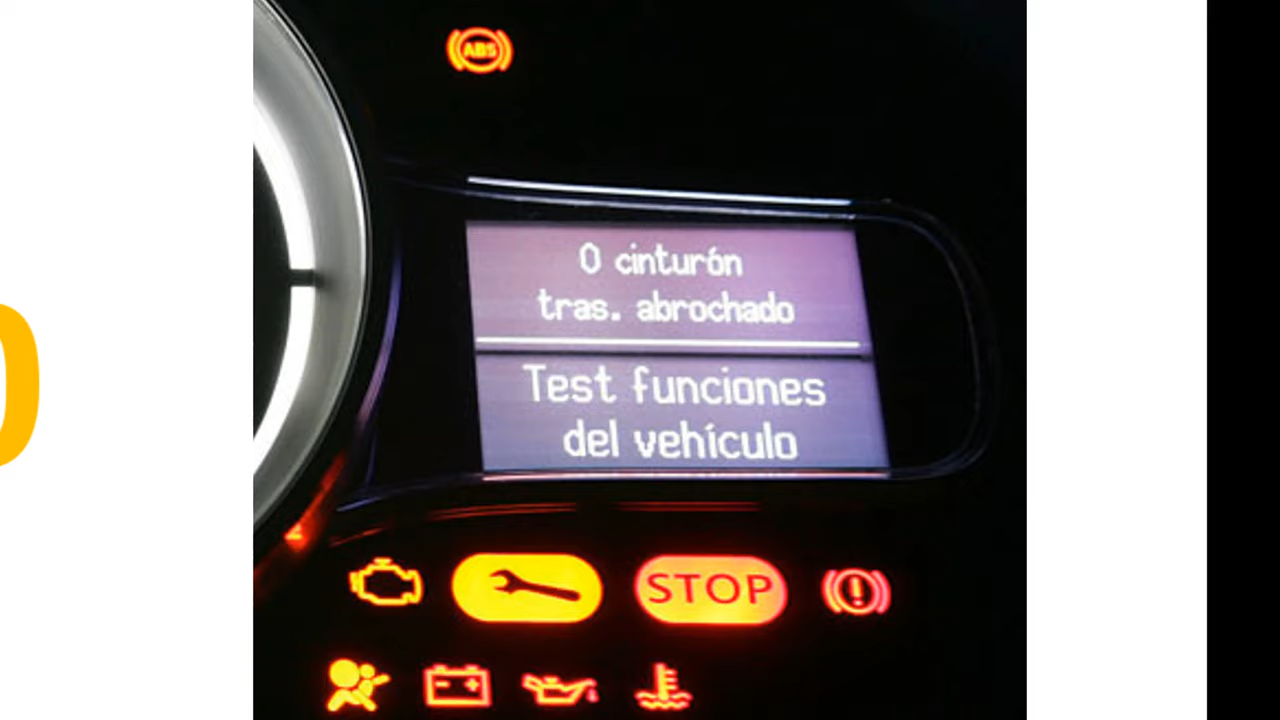 ABS
0 cinturón
tras. abrochado
Test funciones
del vehículo
STOP